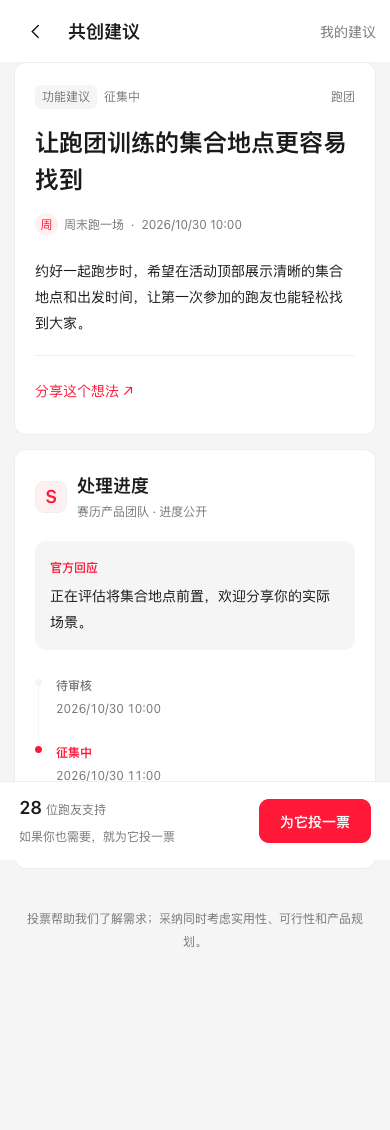 共创建议
我的建议
功能建议 征集中
跑团
让跑团训练的集合地点更容易
找到
周 周末跑一场 · 2026/10/30 10:00
约好一起跑步时，希望在活动顶部展示清晰的集合
地点和出发时间，让第一次参加的跑友也能轻松找
到大家。
分享这个想法 ↗
S
处理进度
赛历产品团队 · 进度公开
官方回应
正在评估将集合地点前置，欢迎分享你的实际
场景。
待审核
2026/10/30 10:00
征集中
2026/10/30 11:00
28 位跑友支持
如果你也需要，就为它投一票
为它投一票
投票帮助我们了解需求；采纳同时考虑实用性、可行性和产品规
划。